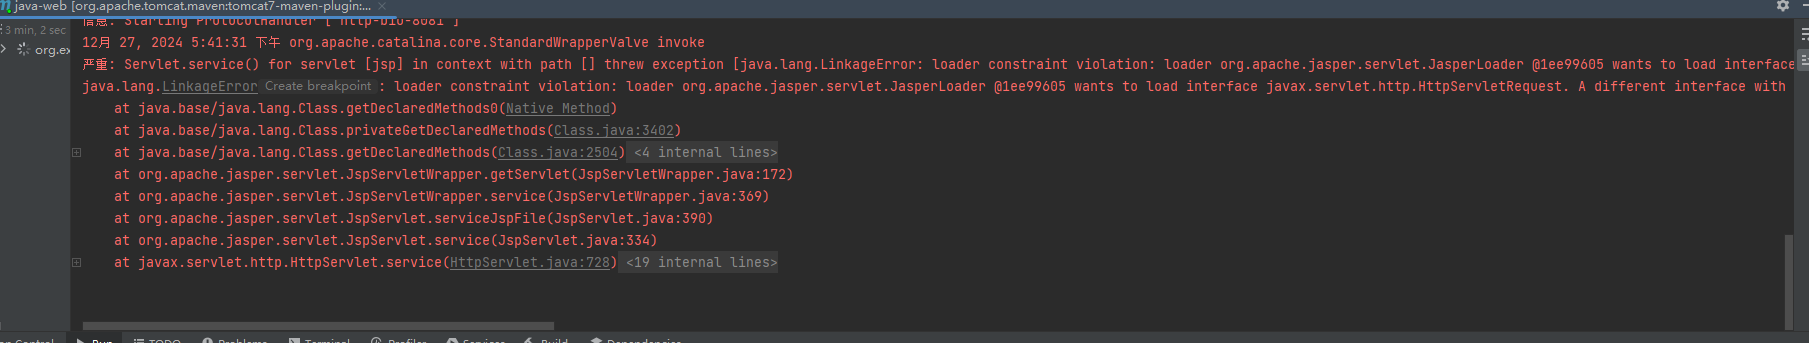 java-web [org.apache.tomcat.maven:tomcat7-maven-plugin:...
信息: Starting ProtocolHandler ["http-bio-8081"]
3 min, 2 sec
12月 27, 2024 5:41:31 下午 org.apache.catalina.core.StandardWrapperValve invoke
org.ex
严重: Servlet.service() for servlet [jsp] in context with path [] threw exception [java.lang.LinkageError: loader constraint violation: loader org.apache.jasper.servlet.JasperLoader @1ee99605 wants to load interface
java.lang.LinkageError Create breakpoint : loader constraint violation: loader org.apache.jasper.servlet.JasperLoader @1ee99605 wants to load interface javax.servlet.http.HttpServletRequest. A different interface with
at java.base/java.lang.Class.getDeclaredMethods0(Native Method)
at java.base/java.lang.Class.privateGetDeclaredMethods(Class.java:3402)
at java.base/java.lang.Class.getDeclaredMethods(Class.java:2504) <4 internal lines>
at org.apache.jasper.servlet.JspServletWrapper.getServlet(JspServletWrapper.java:172)
at org.apache.jasper.servlet.JspServletWrapper.service(JspServletWrapper.java:369)
at org.apache.jasper.servlet.JspServlet.serviceJspFile(JspServlet.java:390)
at org.apache.jasper.servlet.JspServlet.service(JspServlet.java:334)
at javax.servlet.http.HttpServlet.service(HttpServlet.java:728) <19 internal lines>
Control Run TODO Problems Terminal Profiler Services Build Dependencies